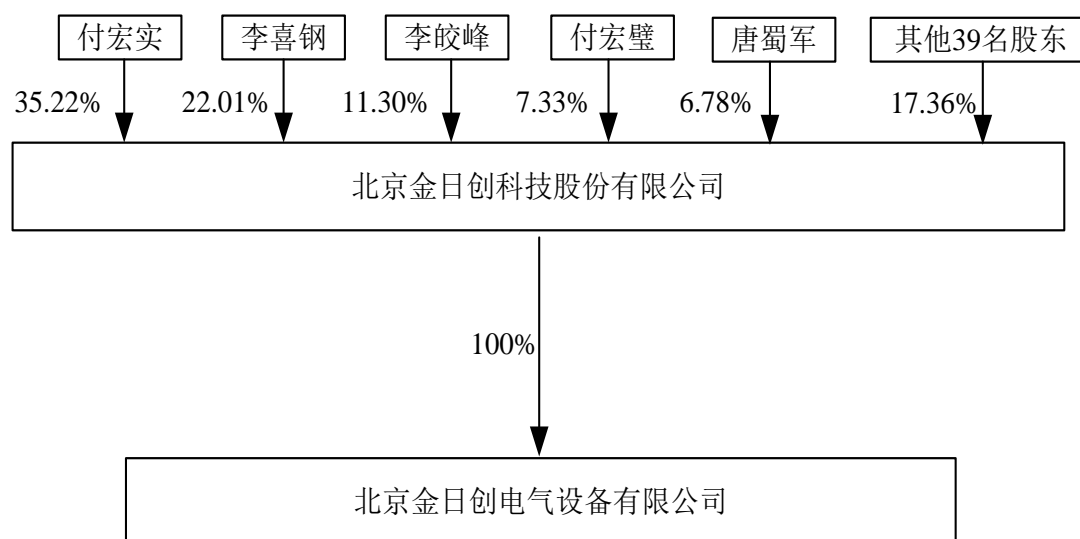 付宏实
李喜钢
李皎峰
付宏璧
唐蜀军
其他39名股东
35.22%
22.01%
11.30%
7.33%
6.78%
17.36%
北京金日创科技股份有限公司
100%
北京金日创电气设备有限公司